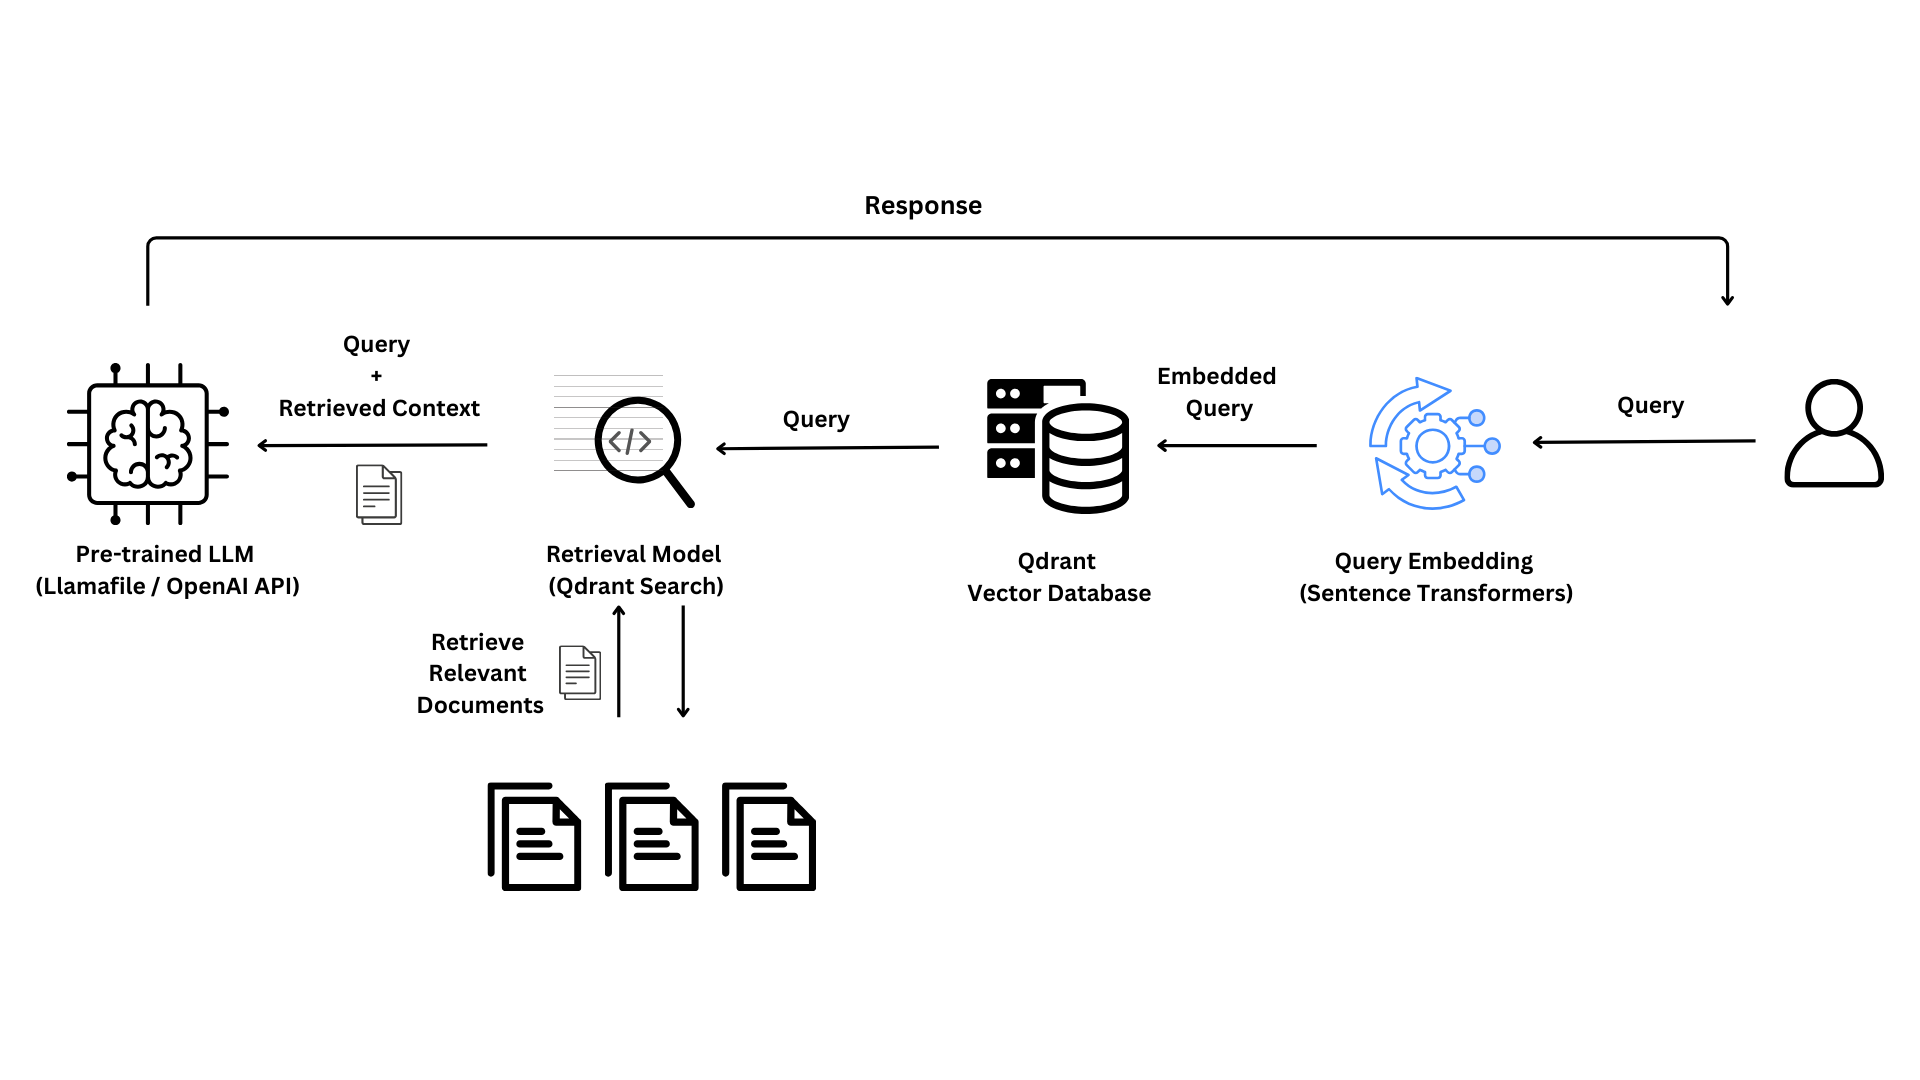 Response
Query
+
Retrieved Context
Query
Embedded
Query
Query
</>
Pre-trained LLM
(Llamafile / OpenAI API)
Retrieval Model
(Qdrant Search)
Qdrant
Vector Database
Query Embedding
(Sentence Transformers)
Retrieve
Relevant
Documents